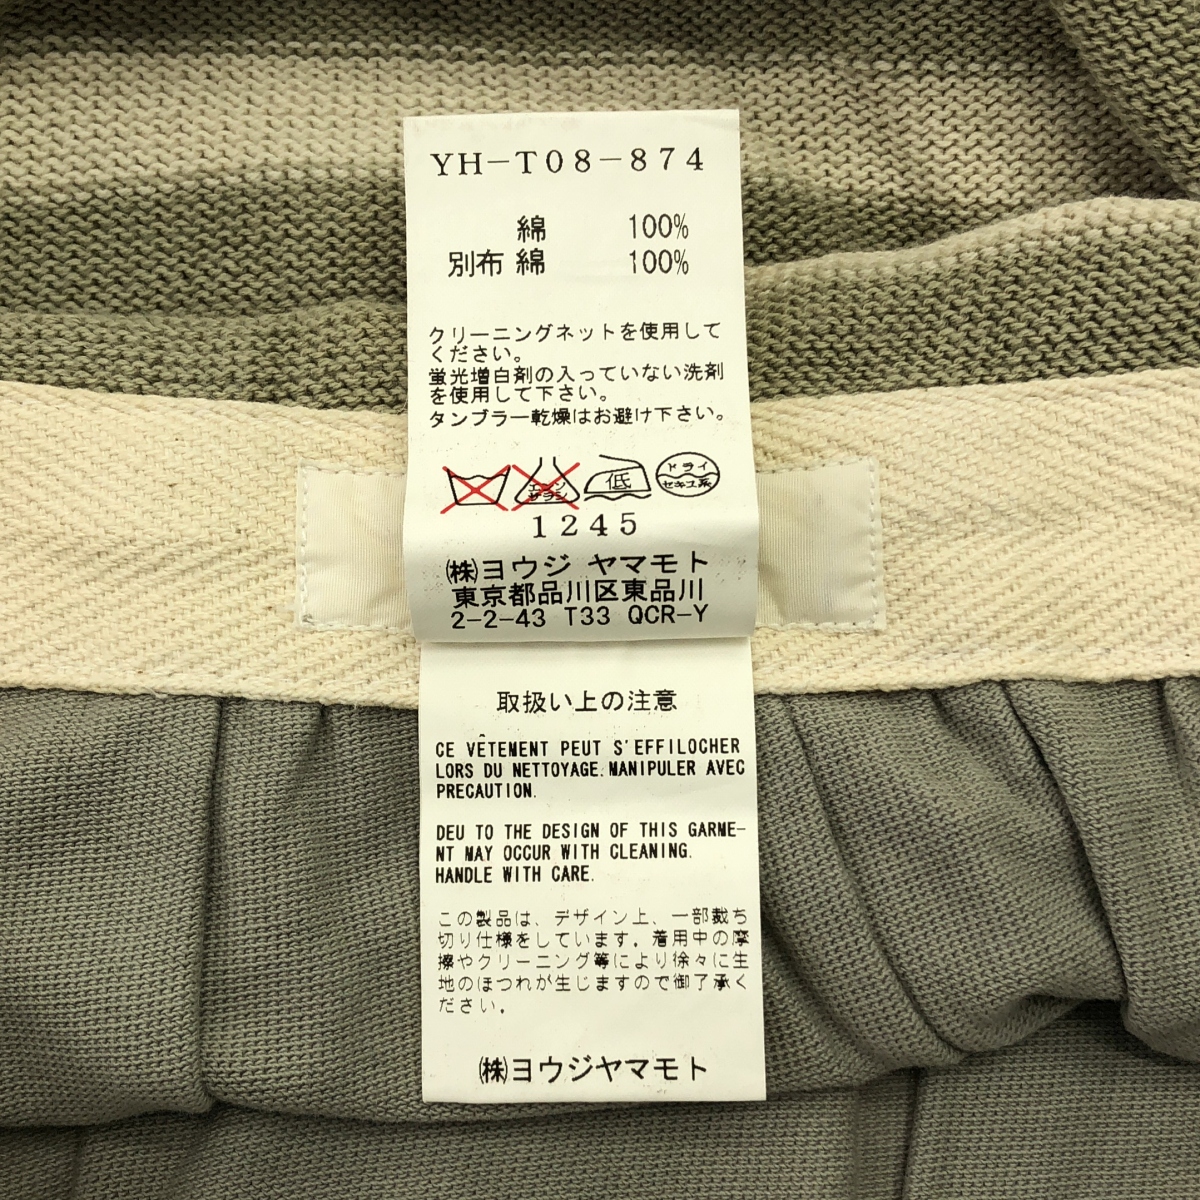 YH-T08-874
綿 100%
別布 綿 100%
クリーニングネットを使用して
ください。
蛍光増白剤の入っていない洗剤
を使用して下さい。
タンブラー乾燥はお避け下さい。
エンソ
サラシ
低
ドライ
セキユ系
1245
㈱ヨウジ ヤマモト
東京都品川区東品川
2-2-43 T33 QCR-Y
取扱い上の注意
CE VÊTEMENT PEUT S'EFFILOCHER
LORS DU NETTOYAGE.MANIPULER AVEC
PRECAUTION.
DEU TO THE DESIGN OF THIS GARME-
NT MAY OCCUR WITH CLEANING.
HANDLE WITH CARE.
この製品は、デザイン上、一部裁ち
切り仕様をしています。着用中の摩
擦やクリーニング等により徐々に生
地のほつれが生じますので御了承く
ださい。
㈱ヨウジヤマモト